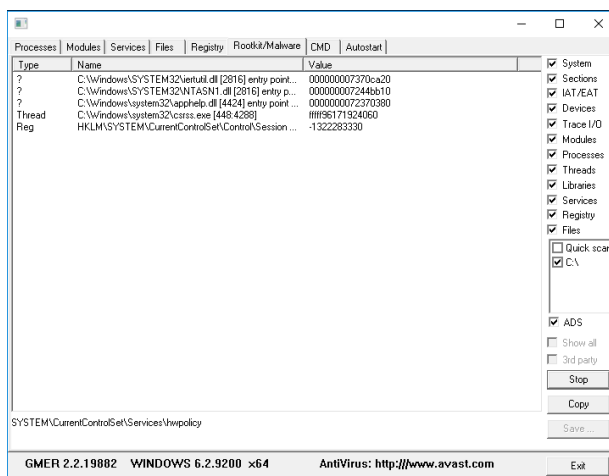 Processes Modules Services Files Registry Rootkit/Malware CMD Autostart
Type Name Value
? C:\Windows\SYSTEM32\iertutil.dll [2816] entry point... 000000007370ca20
? C:\Windows\SYSTEM32\NTASN1.dll [2816] entry p... 000000007244bb10
? C:\Windows\system32\apphelp.dll [4424] entry point... 0000000072370380
Thread C:\Windows\system32\csrss.exe [448:4288] fffff96171924060
Reg HKLM\SYSTEM\CurrentControlSet\Control\Session ... -1322283330
System
Sections
IAT/EAT
Devices
Trace I/O
Modules
Processes
Threads
Libraries
Services
Registry
Files
Quick scan
C:\
ADS
Show all
3rd party
Stop
Copy
Save ...
SYSTEM\CurrentControlSet\Services\hwpolicy
GMER 2.2.19882 WINDOWS 6.2.9200 x64 AntiVirus: http:///www.avast.com Exit